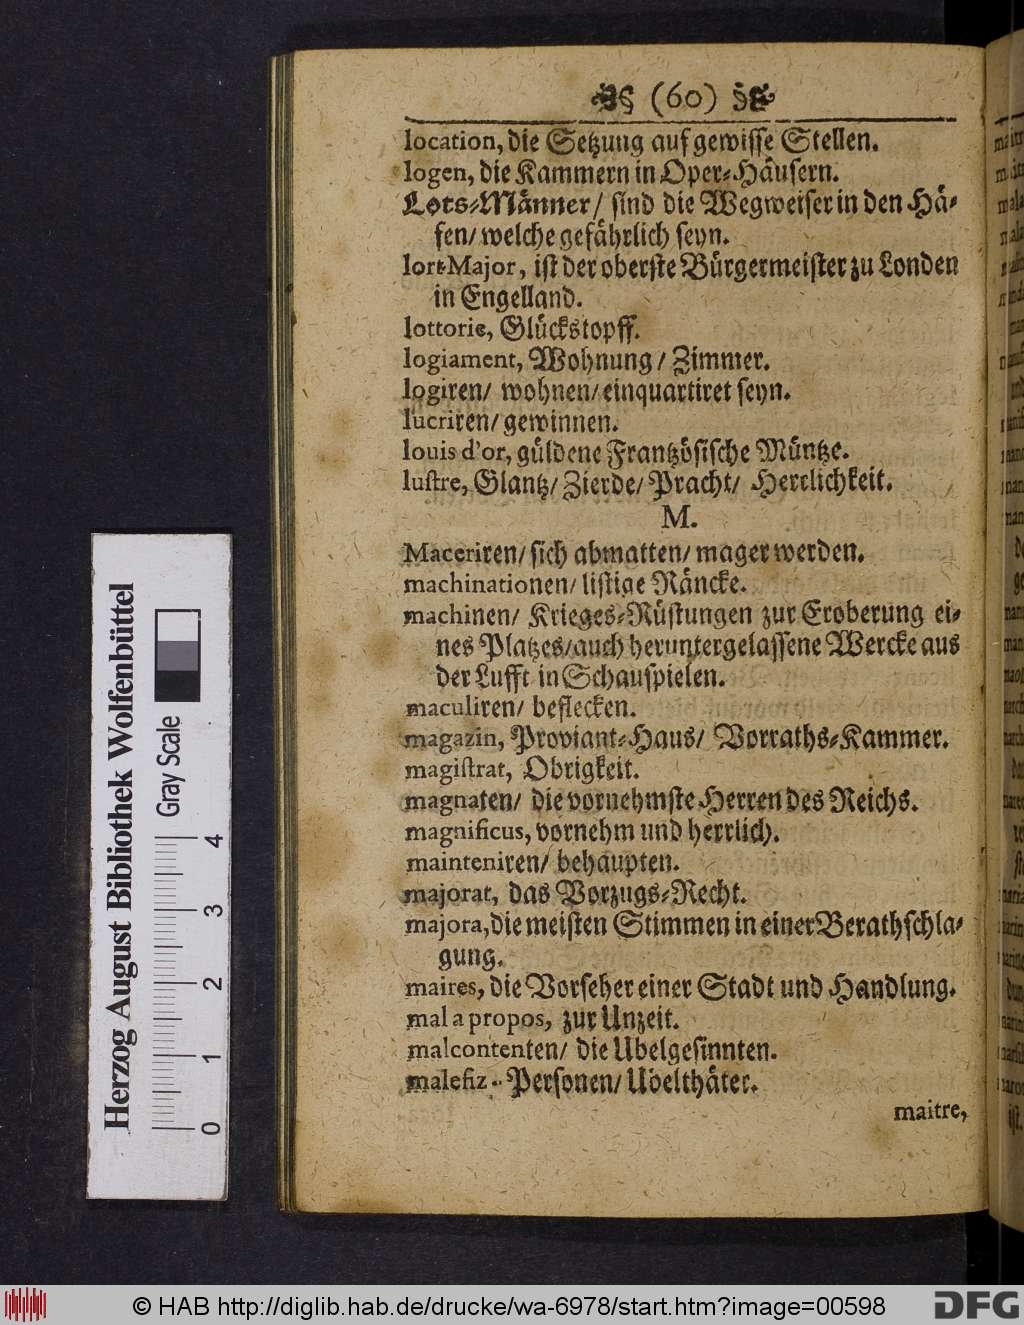 (60)
location, die Setzung auf gewisse Stellen.
logen, die Kammern in Oper-Häusern.
Lots-Männer/ sind die Wegweiser in den Hä-
fen/ welche gefährlich seyn.
lort-Major, ist der oberste Bürgermeister zu Londen
in Engelland.
lottorie, Glückstopff.
logiament, Wohnung/ Zimmer.
logiren/ wohnen/ einquartiret seyn.
lucriren/ gewinnen.
louis d'or, güldene Frantzösische Müntze.
lustre, Glantz/ Zierde/ Pracht/ Herrlichkeit.
M.
Maceriren/ sich abmatten/ mager werden.
machinationen/ listige Räncke.
machinen/ Krieges-Rüstungen zur Eroberung ei-
nes Platzes/ auch heruntergelassene Wercke aus
der Lufft in Schauspielen.
maculiren/ beflecken.
magazin, Proviant-Haus/ Vorraths-Kammer.
magistrat, Obrigkeit.
magnaten/ die vornehmste Herren des Reichs.
magnificus, vornehm und herrlich.
mainteniren/ behäupten.
majorat, das Vorzugs-Recht.
majora, die meisten Stimmen in einer Berathschla-
gung.
maires, die Vorseher einer Stadt und Handlung.
mal a propos, zur Unzeit.
malcontenten/ die Ubelgesinnten.
malefiz-Personen/ Ubelthäter.
maitre,
Herzog August Bibliothek Wolfenbüttel
Gray Scale
0 1 2 3 4
© HAB http://diglib.hab.de/drucke/wa-6978/start.htm?image=00598
DFG